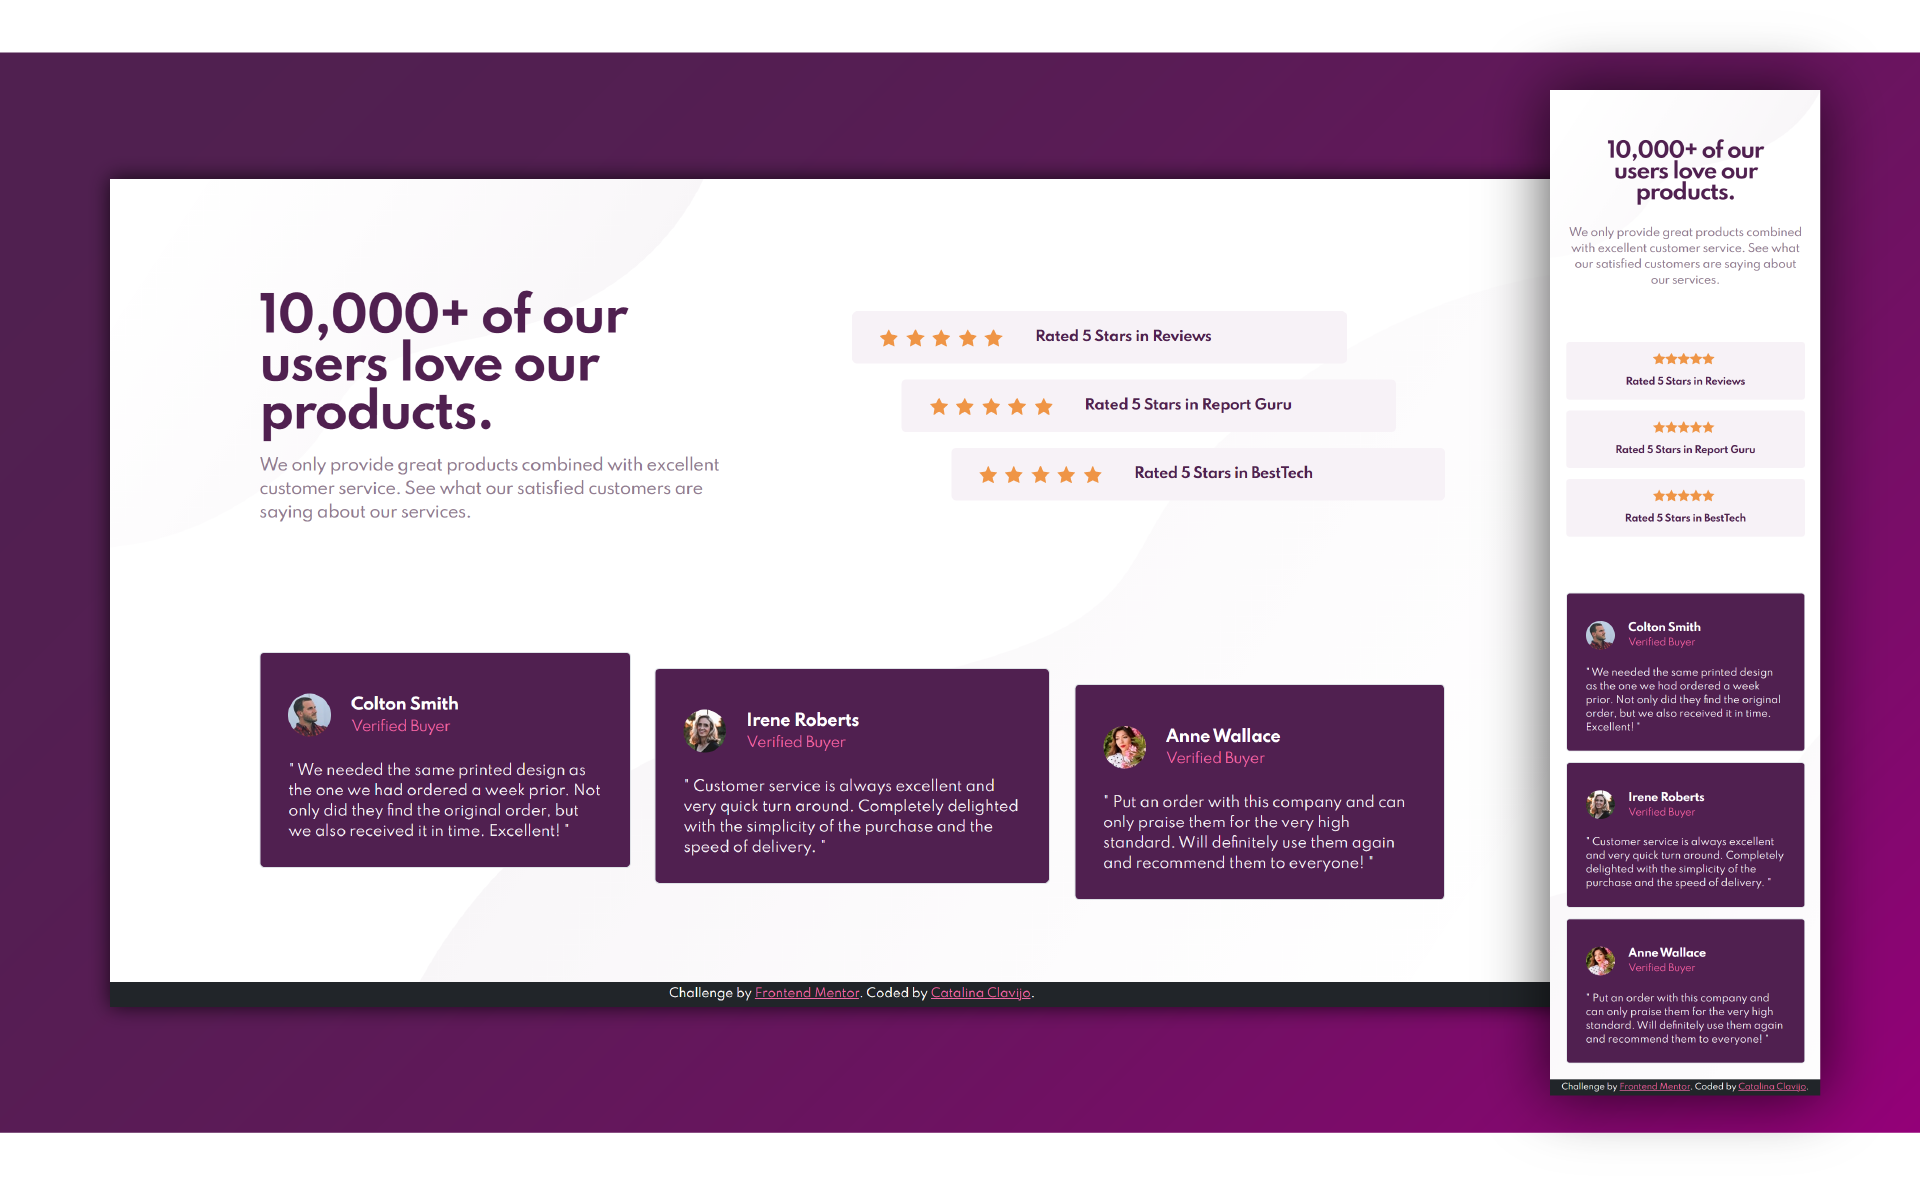 10,000+ of our
users love our
products.
We only provide great products combined with excellent
customer service. See what our satisfied customers are
saying about our services.
Rated 5 Stars in Reviews
Rated 5 Stars in Report Guru
Rated 5 Stars in BestTech
Colton Smith
Verified Buyer
" We needed the same printed design as
the one we had ordered a week prior. Not
only did they find the original order, but
we also received it in time. Excellent! "
Irene Roberts
Verified Buyer
" Customer service is always excellent and
very quick turn around. Completely delighted
with the simplicity of the purchase and the
speed of delivery. "
Anne Wallace
Verified Buyer
" Put an order with this company and can
only praise them for the very high
standard. Will definitely use them again
and recommend them to everyone! "
Challenge by Frontend Mentor. Coded by Catalina Clavijo.
10,000+ of our
users love our
products.
We only provide great products combined
with excellent customer service. See what
our satisfied customers are saying about
our services.
Rated 5 Stars in Reviews
Rated 5 Stars in Report Guru
Rated 5 Stars in BestTech
Colton Smith
Verified Buyer
" We needed the same printed design
as the one we had ordered a week
prior. Not only did they find the original
order, but we also received it in time.
Excellent! "
Irene Roberts
Verified Buyer
" Customer service is always excellent
and very quick turn around. Completely
delighted with the simplicity of the
purchase and the speed of delivery. "
Anne Wallace
Verified Buyer
" Put an order with this company and
can only praise them for the very high
standard. Will definitely use them again
and recommend them to everyone! "
Challenge by Frontend Mentor. Coded by Catalina Clavijo.